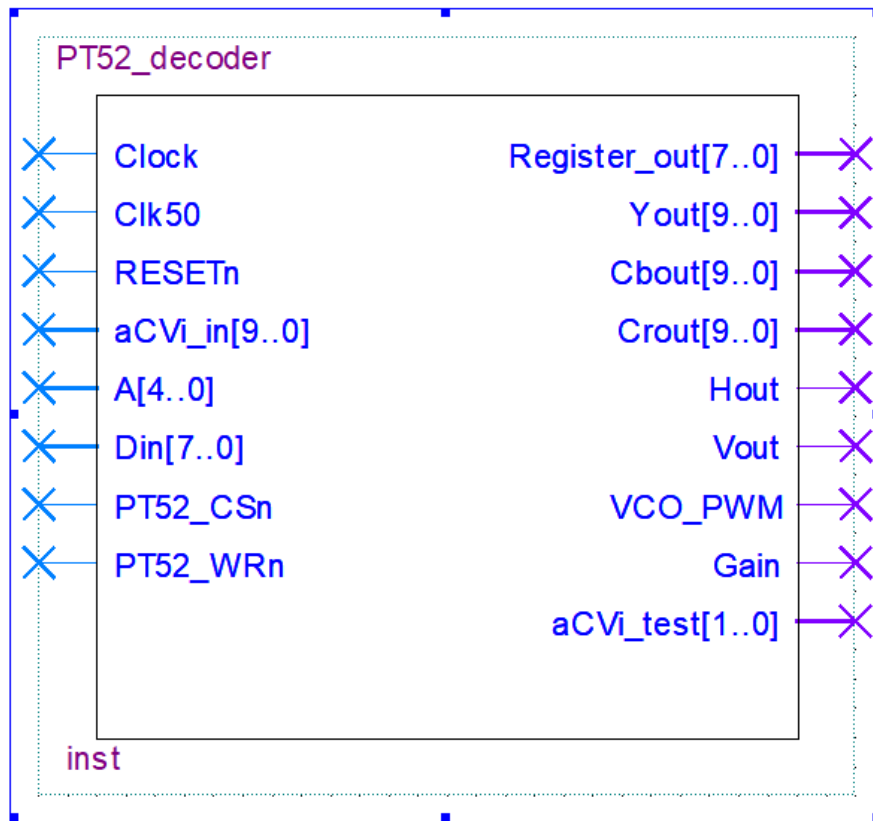 PT52_decoder
Clock
Clk50
RESETn
aCVi_in[9..0]
A[4..0]
Din[7..0]
PT52_CSn
PT52_WRn
Register_out[7..0]
Yout[9..0]
Cbout[9..0]
Crout[9..0]
Hout
Vout
VCO_PWM
Gain
aCVi_test[1..0]
inst